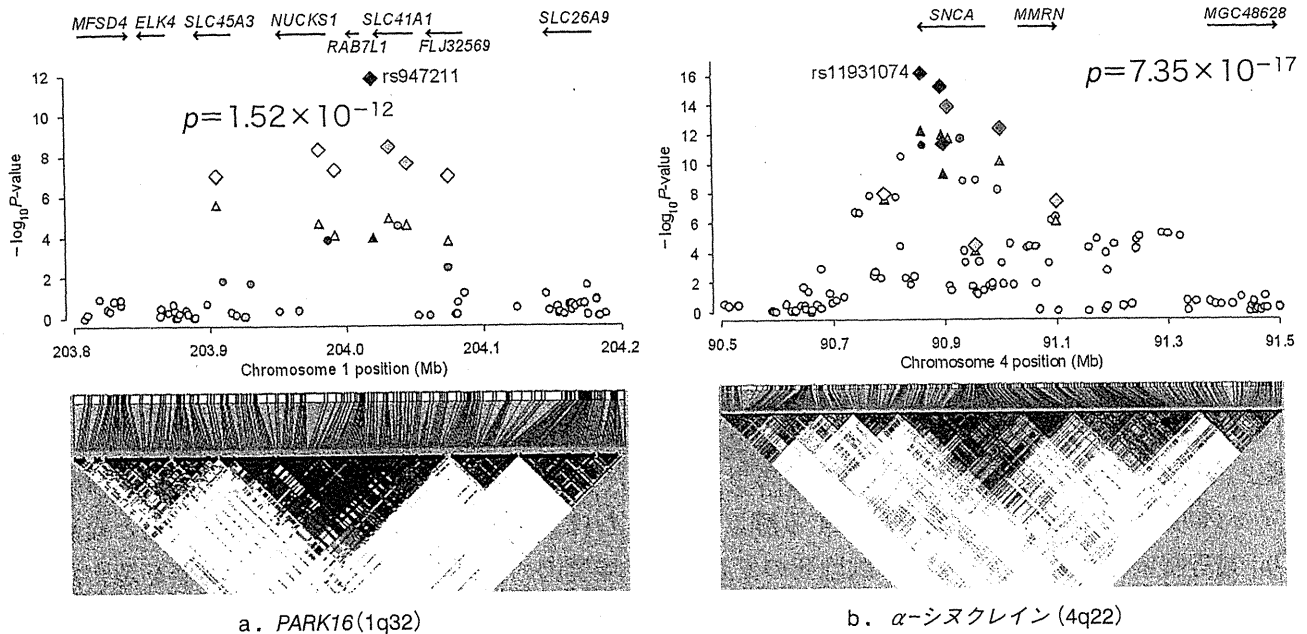 MFSD4 ELK4 SLC45A3 NUCKS1 SLC41A1 SLC26A9
RAB7L1 FLJ32569
rs947211
p=1.52×10⁻¹²
−log₁₀P-value
12
10
8
6
4
2
0
203.8 203.9 204.0 204.1 204.2
Chromosome 1 position (Mb)
a. PARK16(1q32)
SNCA MMRN MGC48628
rs11931074
p=7.35×10⁻¹⁷
−log₁₀P-value
16
14
12
10
8
6
4
2
0
90.5 90.7 90.9 91.1 91.3 91.5
Chromosome 4 position (Mb)
b. α-シヌクレイン(4q22)